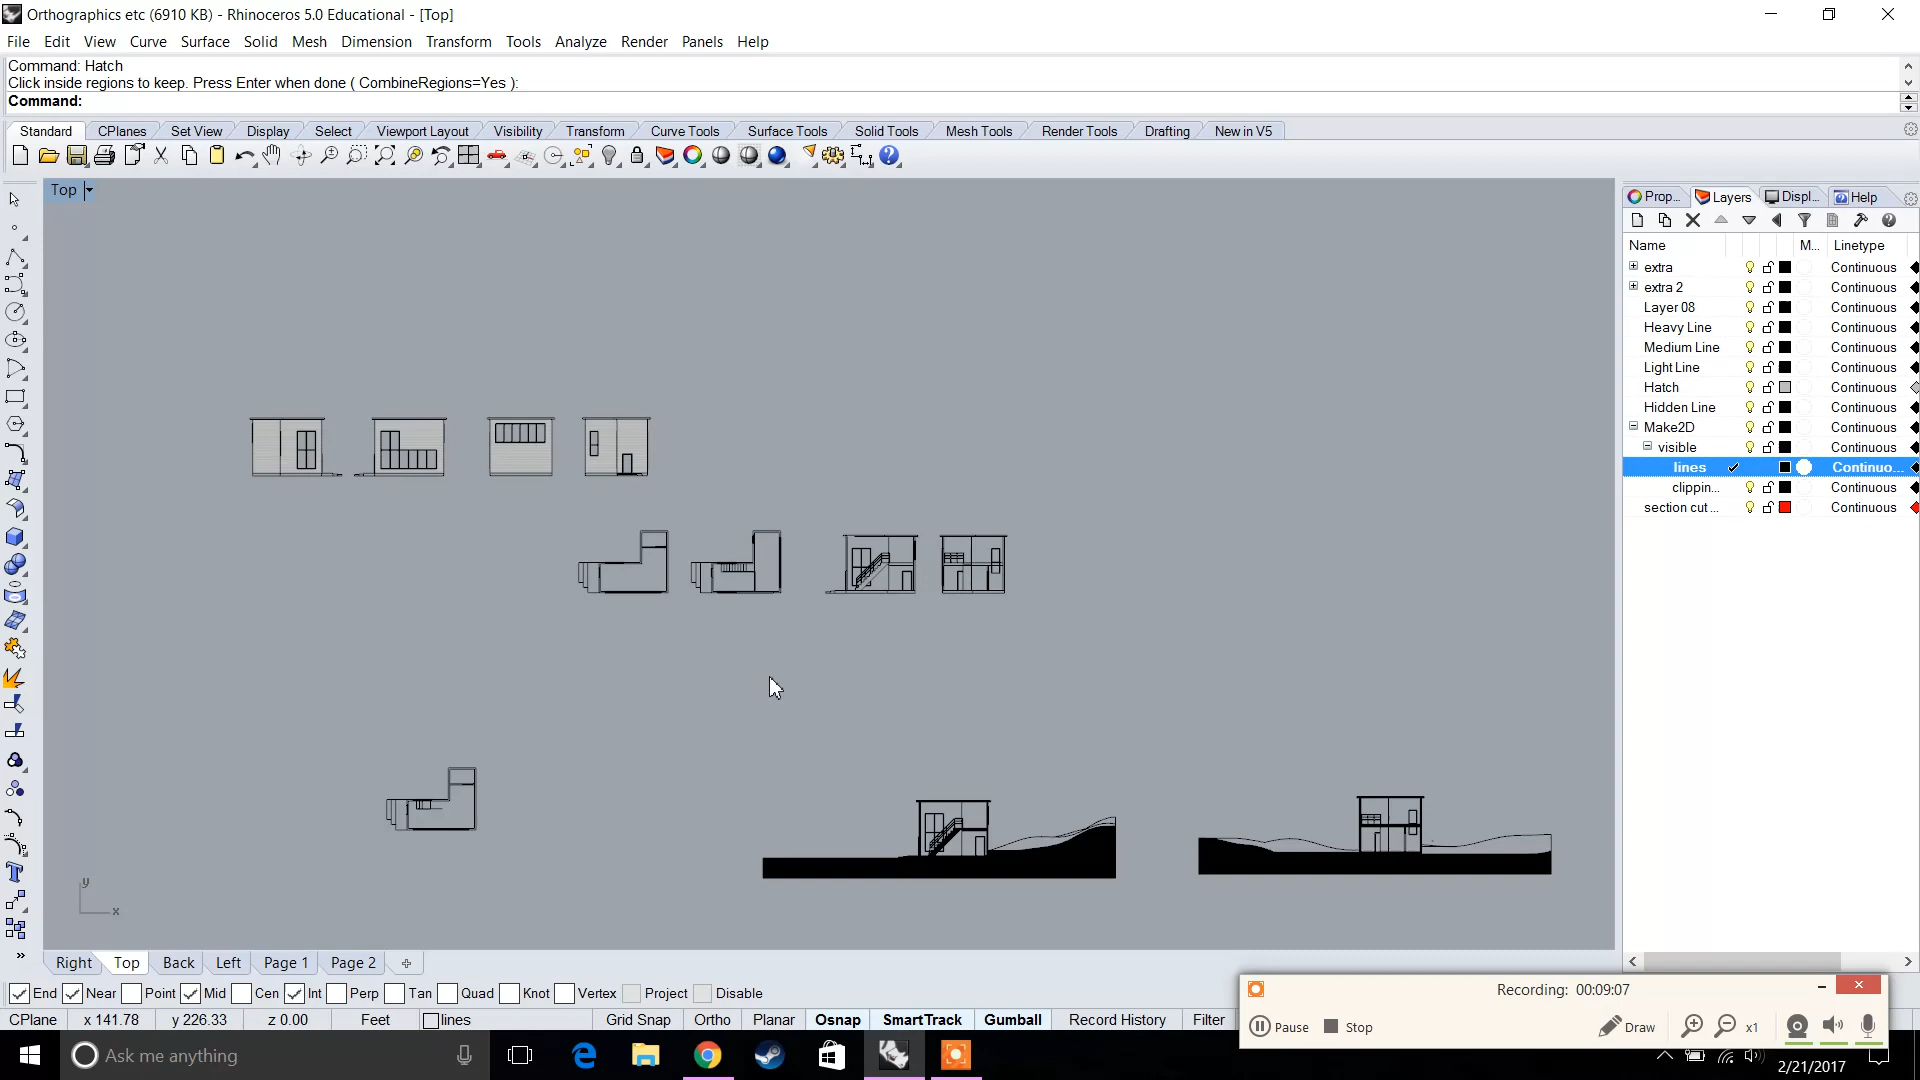 Orthographics etc (6910 KB) - Rhinoceros 5.0 Educational - [Top]
File Edit View Curve Surface Solid Mesh Dimension Transform Tools Analyze Render Panels Help
Command: Hatch
Click inside regions to keep. Press Enter when done ( CombineRegions=Yes ):
Command:
Standard CPlanes Set View Display Select Viewport Layout Visibility Transform Curve Tools Surface Tools Solid Tools Mesh Tools Render Tools Drafting New in V5
Top
Prop... Layers Displ... Help
Name M... Linetype
extra Continuous
extra 2 Continuous
Layer 08 Continuous
Heavy Line Continuous
Medium Line Continuous
Light Line Continuous
Hatch Continuous
Hidden Line Continuous
Make2D Continuous
visible Continuous
lines Continuo...
clippin... Continuous
section cut ... Continuous
y
x
Right Top Back Left Page 1 Page 2
End Near Point Mid Cen Int Perp Tan Quad Knot Vertex Project Disable
CPlane x 141.78 y 226.33 z 0.00 Feet lines Grid Snap Ortho Planar Osnap SmartTrack Gumball Record History Filter
Recording: 00:09:07
Pause Stop Draw x1
Ask me anything
2/21/2017